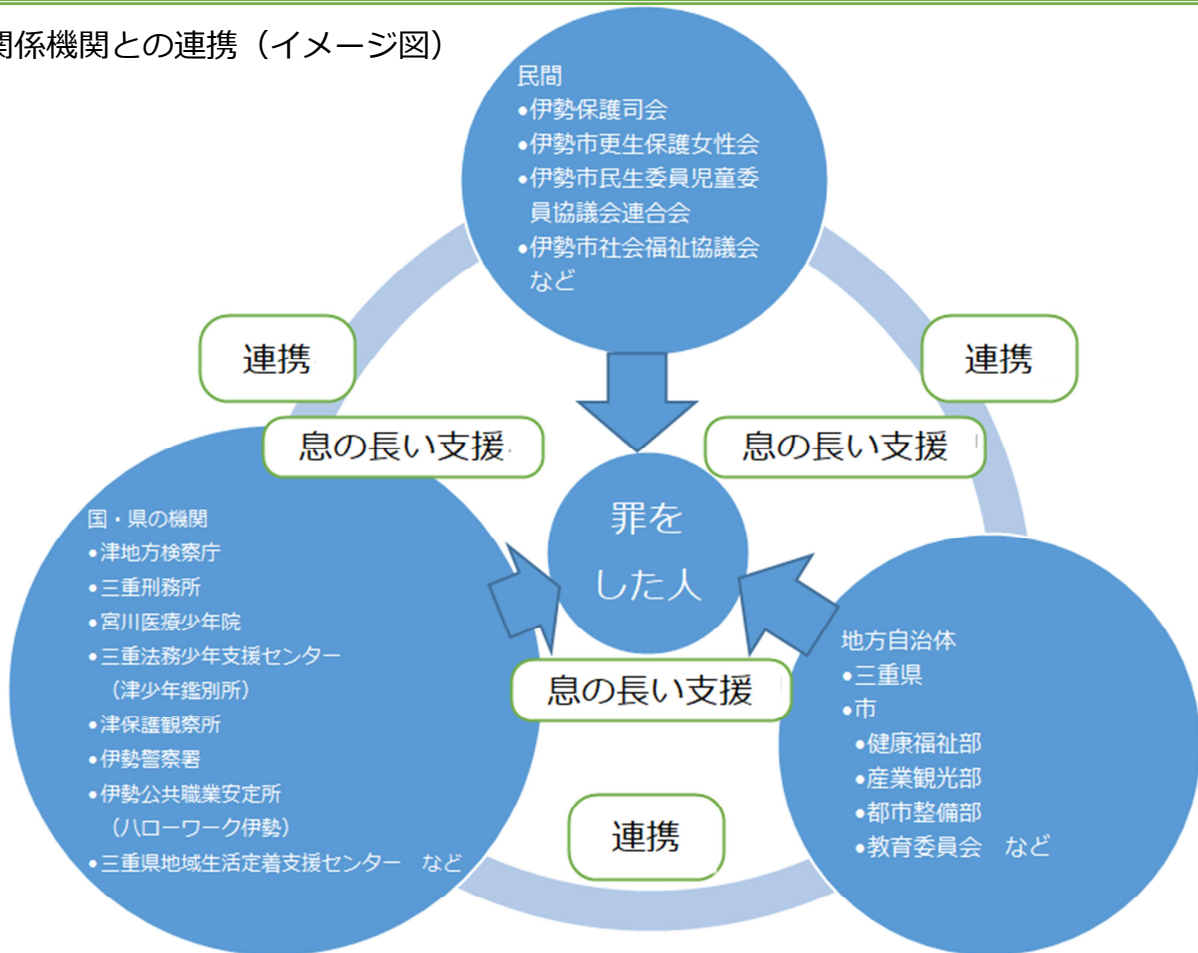 関係機関との連携（イメージ図）
民間
•伊勢保護司会
•伊勢市更生保護女性会
•伊勢市民生委員児童委
員協議会連合会
•伊勢市社会福祉協議会
など
連携
連携
息の長い支援
息の長い支援
罪を
した人
国・県の機関
•津地方検察庁
•三重刑務所
•宮川医療少年院
•三重法務少年支援センター
（津少年鑑別所）
•津保護観察所
•伊勢警察署
•伊勢公共職業安定所
（ハローワーク伊勢）
•三重県地域生活定着支援センター　など
息の長い支援
地方自治体
•三重県
•市
•健康福祉部
•産業観光部
•都市整備部
•教育委員会　など
連携